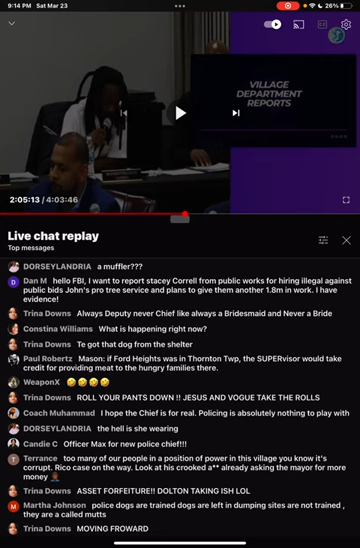 9:14 PM Sat Mar 23
26%
VILLAGE
DEPARTMENT
REPORTS
2:05:13 / 4:03:46
Live chat replay
Top messages
DORSEYLANDRIA a muffler???
D Dan M hello FBI, I want to report stacey Correll from public works for hiring illegal against
public bids John's pro tree service and plans to give them another 1.8m in work. I have
evidence!
Trina Downs Always Deputy never Chief like always a Bridesmaid and Never a Bride
Constina Williams What is happening right now?
Trina Downs Te got that dog from the shelter
Paul Robertz Mason: if Ford Heights was in Thornton Twp, the SUPERvisor would take
credit for providing meat to the hungry families there.
WeaponX 🤣🤣🤣🤣
Trina Downs ROLL YOUR PANTS DOWN !! JESUS AND VOGUE TAKE THE ROLLS
Coach Muhammad I hope the Chief is for real. Policing is absolutely nothing to play with
DORSEYLANDRIA the hell is she wearing
Candie C Officer Max for new police chief!!!
T Terrance too many of our people in a position of power in this village you know it's
corrupt. Rico case on the way. Look at his crooked a** already asking the mayor for more
money
Trina Downs ASSET FORFEITURE!! DOLTON TAKING ISH LOL
M Martha Johnson police dogs are trained dogs are left in dumping sites are not trained ,
they are a called mutts
Trina Downs MOVING FROWARD